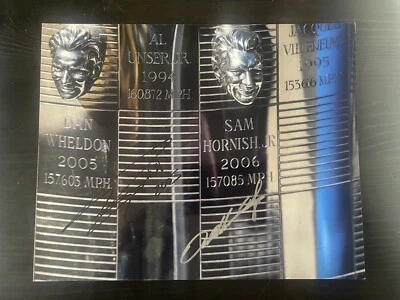 AL
UNSER, JR.
1994
160.872 M.P.H.
JACQUES
VILLENEUVE
1995
153.616 M.P.H.
DAN
WHELDON
2005
157.603 M.P.H.
SAM
HORNISH, JR.
2006
157.085 M.P.H.